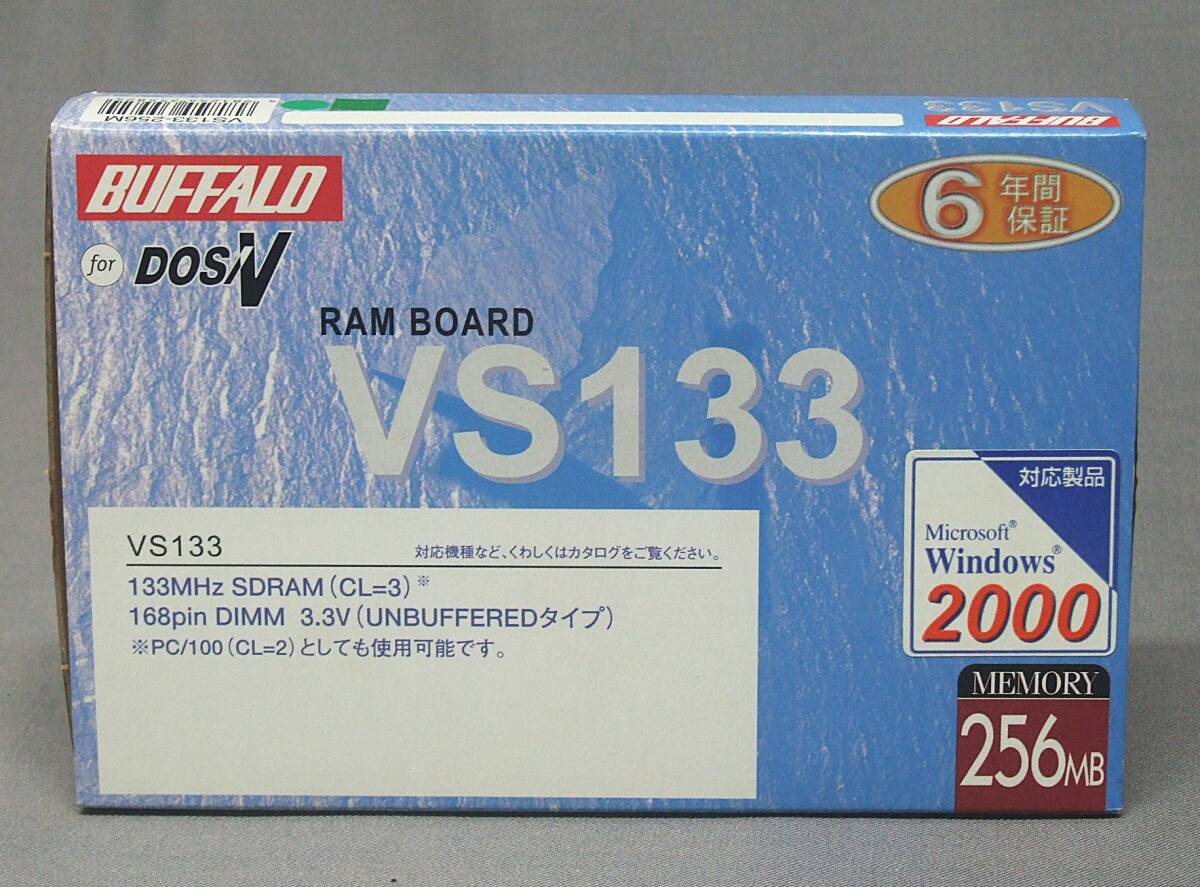 VS133-256M
BUFFALO
VS133
BUFFALO
6年間
保証
for DOS/V
RAM BOARD
VS133
対応製品
Microsoft®
Windows®
2000
VS133
対応機種など、くわしくはカタログをご覧ください。
133MHz SDRAM(CL=3)※
168pin DIMM 3.3V(UNBUFFEREDタイプ)
※PC/100(CL=2)としても使用可能です。
MEMORY
256MB